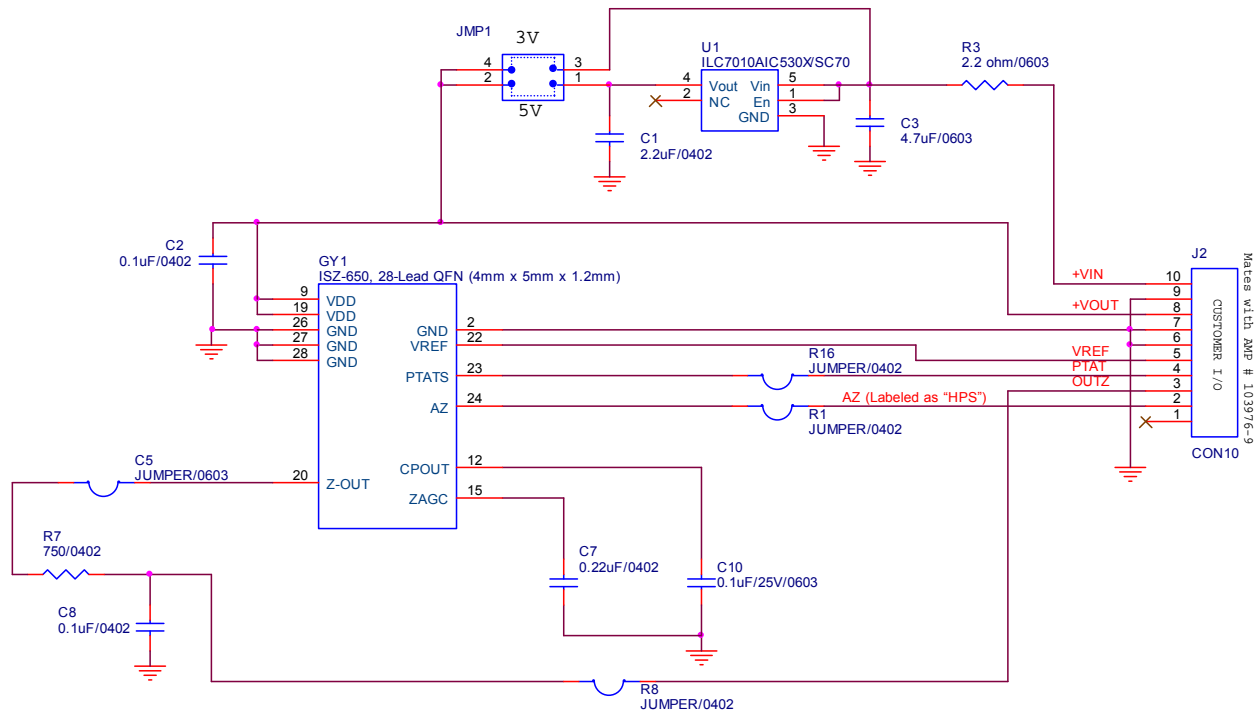 JMP1
3V
4
3
2
1
5V
U1
ILC7010AIC530X/SC70
4
Vout
Vin
5
2
NC
En
1
GND
3
R3
2.2 ohm/0603
C1
2.2uF/0402
C3
4.7uF/0603
C2
0.1uF/0402
GY1
ISZ-650, 28-Lead QFN (4mm x 5mm x 1.2mm)
9
VDD
19
VDD
26
GND
27
GND
28
GND
GND
2
VREF
22
PTATS
23
AZ
24
CPOUT
12
ZAGC
15
20
Z-OUT
R16
JUMPER/0402
AZ (Labeled as “HPS”)
R1
JUMPER/0402
J2
+VIN
10
9
+VOUT
8
7
6
VREF
5
PTAT
4
OUTZ
3
2
1
CUSTOMER I/O
CON10
Mates with AMP # 103976-9
C5
JUMPER/0603
R7
750/0402
C8
0.1uF/0402
C7
0.22uF/0402
C10
0.1uF/25V/0603
R8
JUMPER/0402